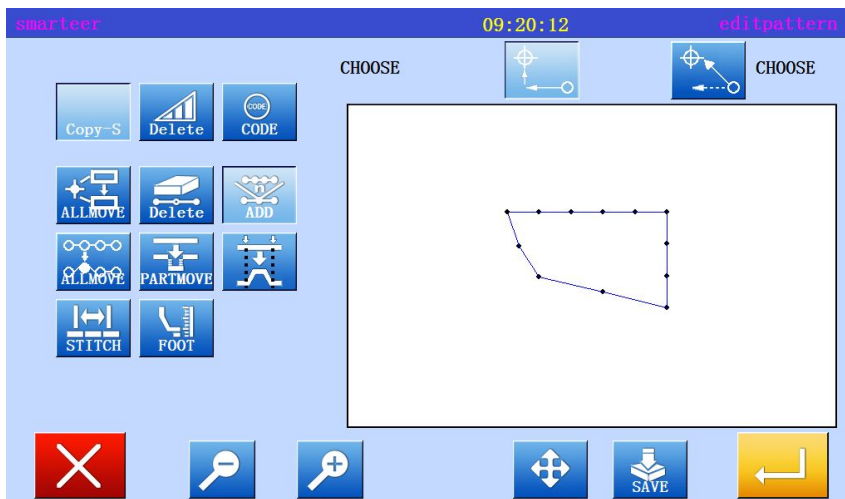 smarteer 09:20:12 editpattern
CHOOSE CHOOSE
Copy-S Delete CODE CODE
ALLMOVE Delete n ADD
ALLMOVE PARTMOVE
STITCH FOOT
SAVE